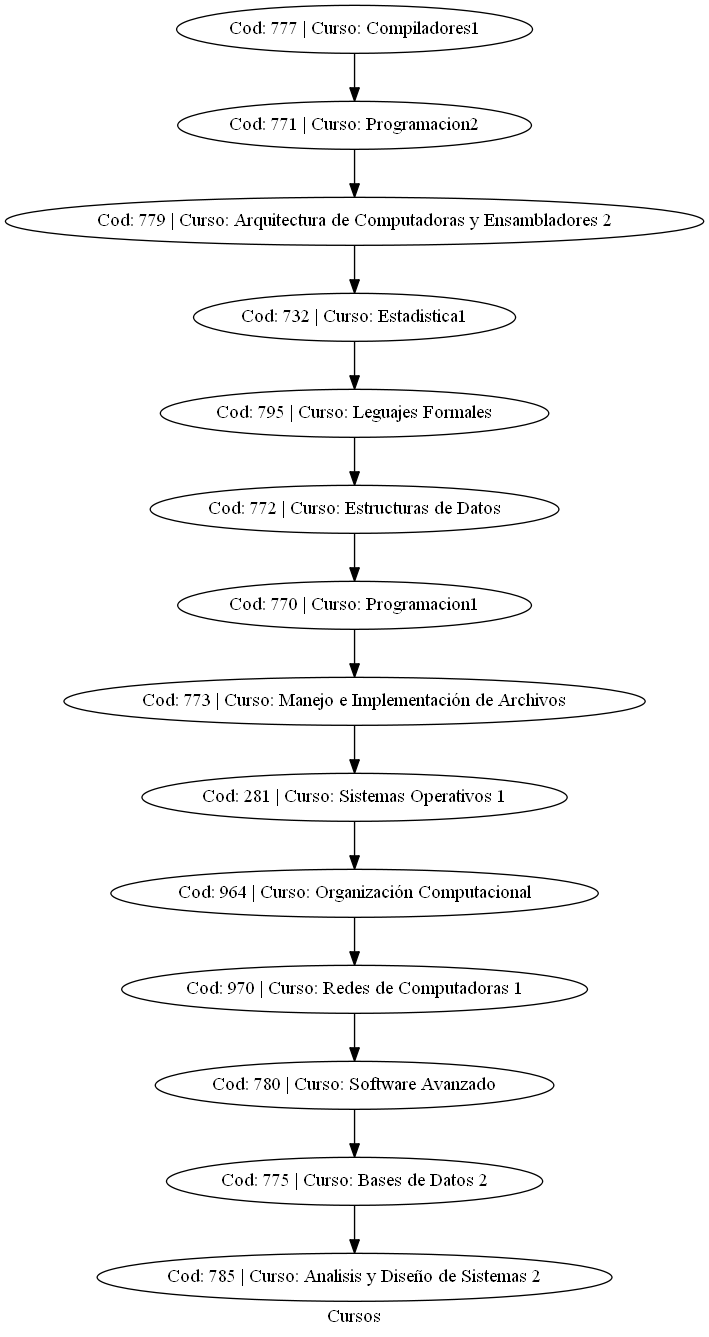 Cod: 777 | Curso: Compiladores1
Cod: 771 | Curso: Programacion2
Cod: 779 | Curso: Arquitectura de Computadoras y Ensambladores 2
Cod: 732 | Curso: Estadistica1
Cod: 795 | Curso: Leguajes Formales
Cod: 772 | Curso: Estructuras de Datos
Cod: 770 | Curso: Programacion1
Cod: 773 | Curso: Manejo e Implementación de Archivos
Cod: 281 | Curso: Sistemas Operativos 1
Cod: 964 | Curso: Organización Computacional
Cod: 970 | Curso: Redes de Computadoras 1
Cod: 780 | Curso: Software Avanzado
Cod: 775 | Curso: Bases de Datos 2
Cod: 785 | Curso: Analisis y Diseño de Sistemas 2
Cursos